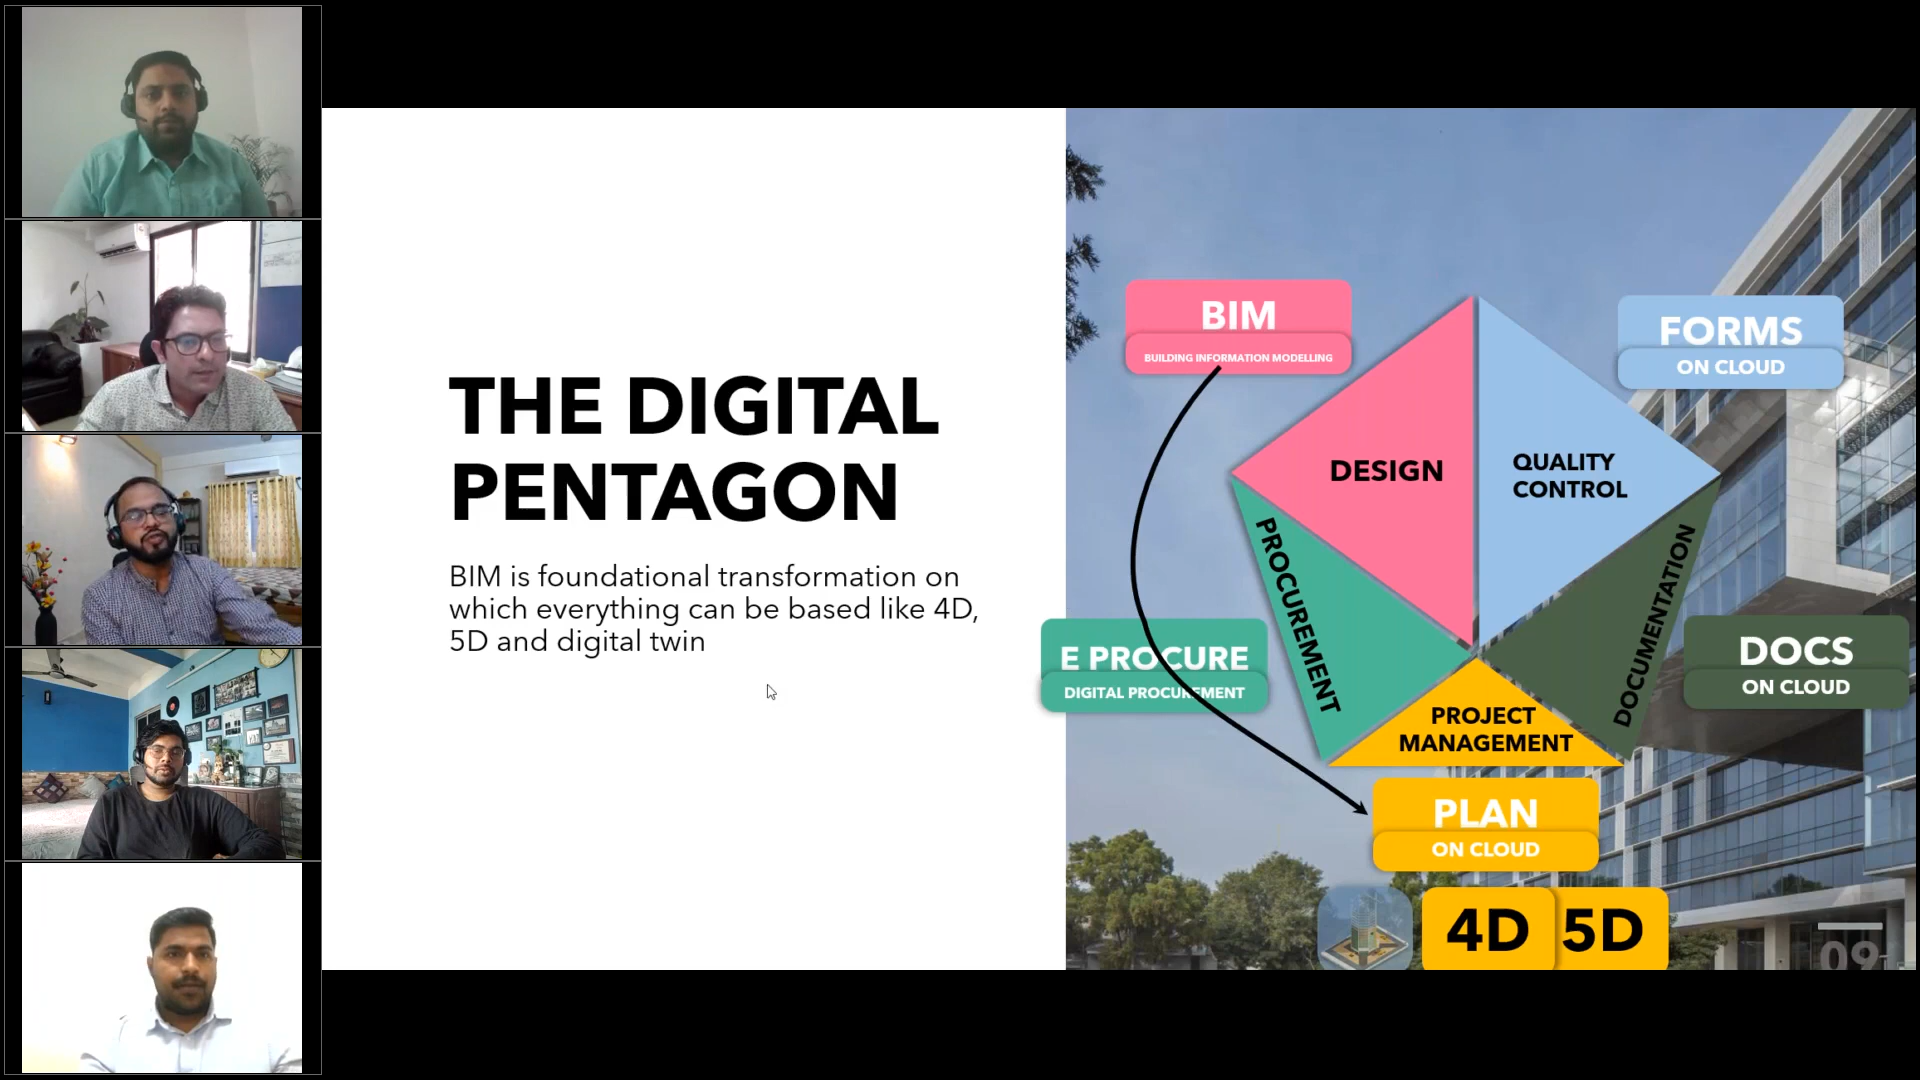 THE DIGITAL
PENTAGON
BIM is foundational transformation on
which everything can be based like 4D,
5D and digital twin
BIM
BUILDING INFORMATION MODELLING
FORMS
ON CLOUD
DESIGN
QUALITY
CONTROL
PROCUREMENT
DOCUMENTATION
E PROCURE
DIGITAL PROCUREMENT
DOCS
ON CLOUD
PROJECT
MANAGEMENT
PLAN
ON CLOUD
4D
5D
09